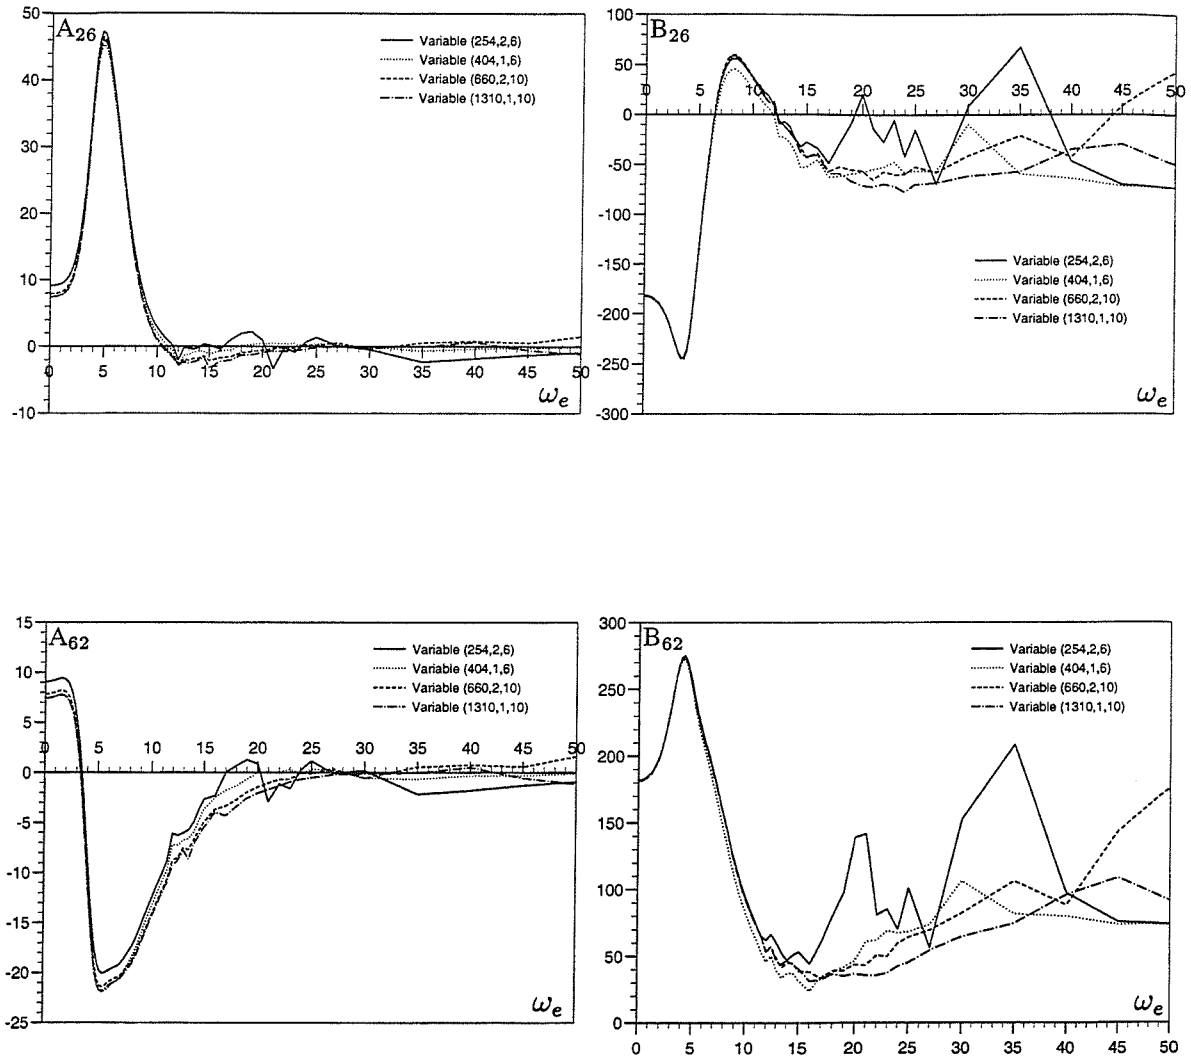 50
40
30
20
10
0
-10
A26
Variable (254,2,6)
Variable (404,1,6)
Variable (660,2,10)
Variable (1310,1,10)
0 5 10 15 20 25 30 35 40 45 50
ωe
100
50
0
-50
-100
-150
-200
-250
-300
B26
0 5 10 15 20 25 30 35 40 45 50
Variable (254,2,6)
Variable (404,1,6)
Variable (660,2,10)
Variable (1310,1,10)
ωe
15
10
5
0
-5
-10
-15
-20
-25
A62
Variable (254,2,6)
Variable (404,1,6)
Variable (660,2,10)
Variable (1310,1,10)
0 5 10 15 20 25 30 35 40 45 50
ωe
300
250
200
150
100
50
0
B62
Variable (254,2,6)
Variable (404,1,6)
Variable (660,2,10)
Variable (1310,1,10)
ωe
0 5 10 15 20 25 30 35 40 45 50